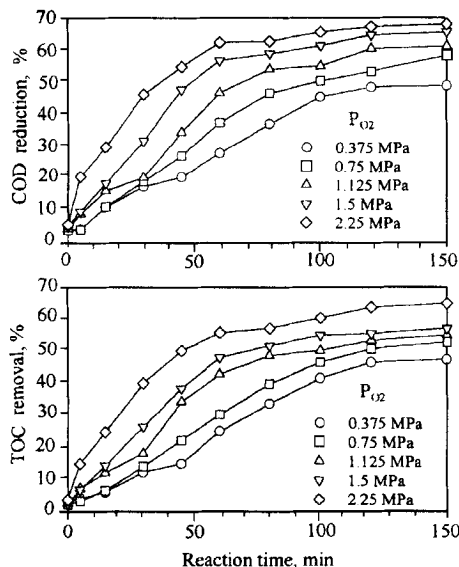 COD reduction, %
70
60
50
40
30
20
10
0
P O2
0.375 MPa
0.75 MPa
1.125 MPa
1.5 MPa
2.25 MPa
0
50
100
150
TOC removal, %
70
60
50
40
30
20
10
0
P O2
0.375 MPa
0.75 MPa
1.125 MPa
1.5 MPa
2.25 MPa
0
50
100
150
Reaction time, min